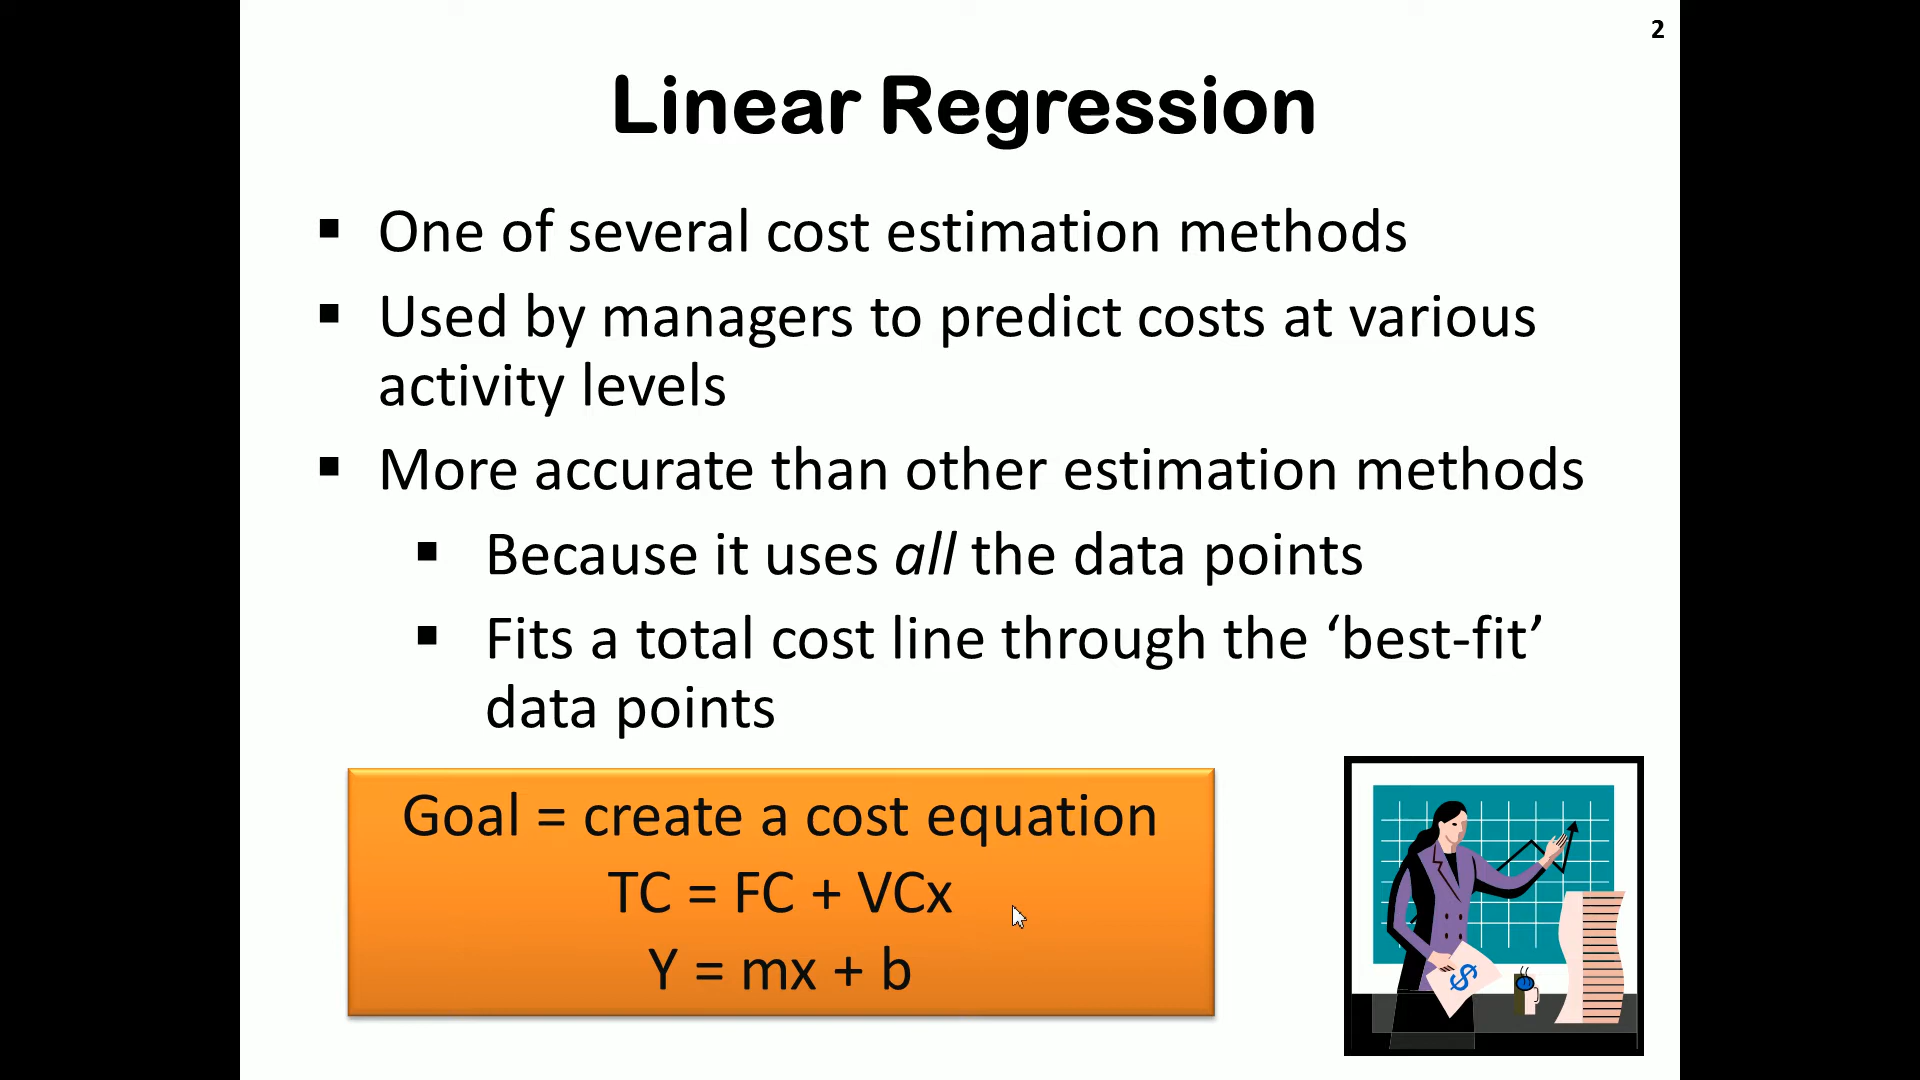 2
Linear Regression
▪ One of several cost estimation methods
▪ Used by managers to predict costs at various
activity levels
▪ More accurate than other estimation methods
▪ Because it uses all the data points
▪ Fits a total cost line through the ‘best-fit’
data points
Goal = create a cost equation
TC = FC + VCx
Y = mx + b
$